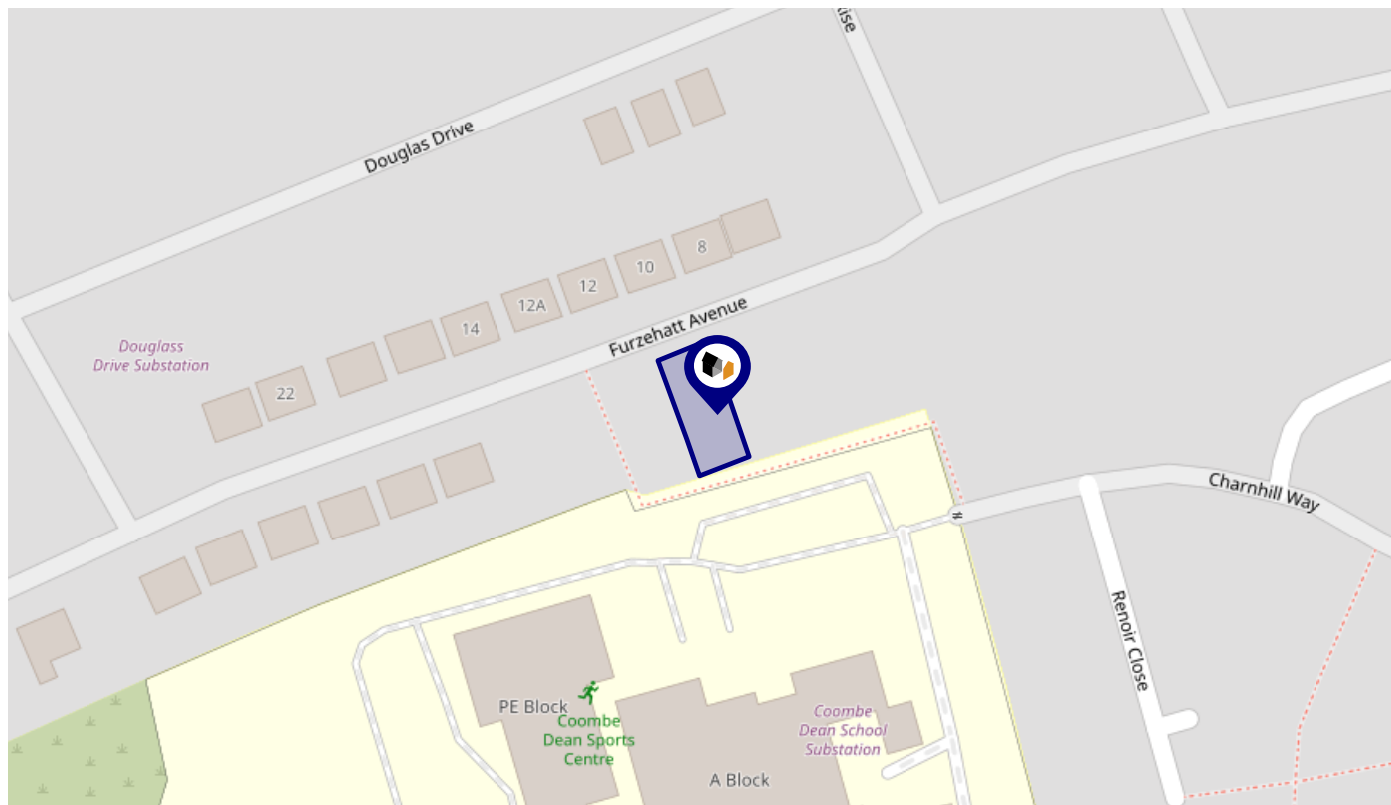 Douglas Drive
8
10
12
12A
14
22
Furzehatt Avenue
Douglass
Drive Substation
Charnhill Way
Renoir Close
PE Block
Coombe
Dean Sports
Centre
Coombe
Dean School
Substation
A Block